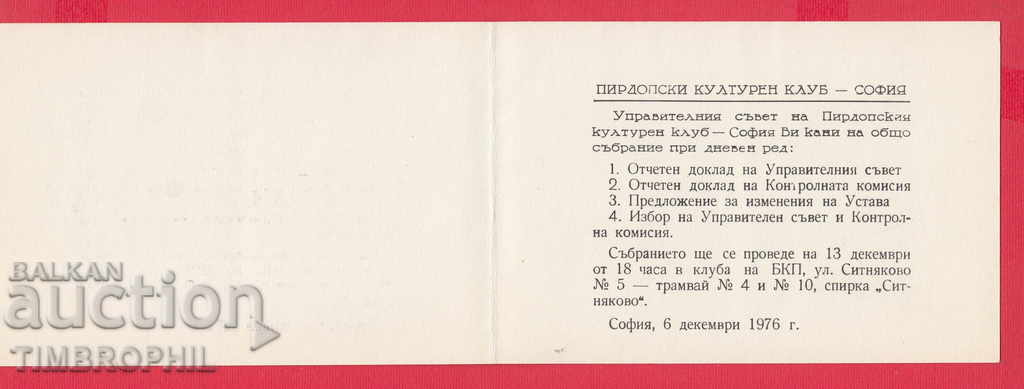 ПИРДОПСКИ КУЛТУРЕН КЛУБ — СОФИЯ
Управителния съвет на Пирдопския
културен клуб — София Ви кани на общо
събрание при дневен ред:
1. Отчетен доклад на Управителния съвет
2. Отчетен доклад на Контролната комисия
3. Предложение за изменения на Устава
4. Избор на Управителен съвет и Контрол-
на комисия.
Събранието ще се проведе на 13 декември
от 18 часа в клуба на БКП, ул. Ситняково
№ 5 — трамвай № 4 и № 10, спирка „Сит-
няково“.
София, 6 декември 1976 г.
BALKAN
auction
TIMBROPHIL